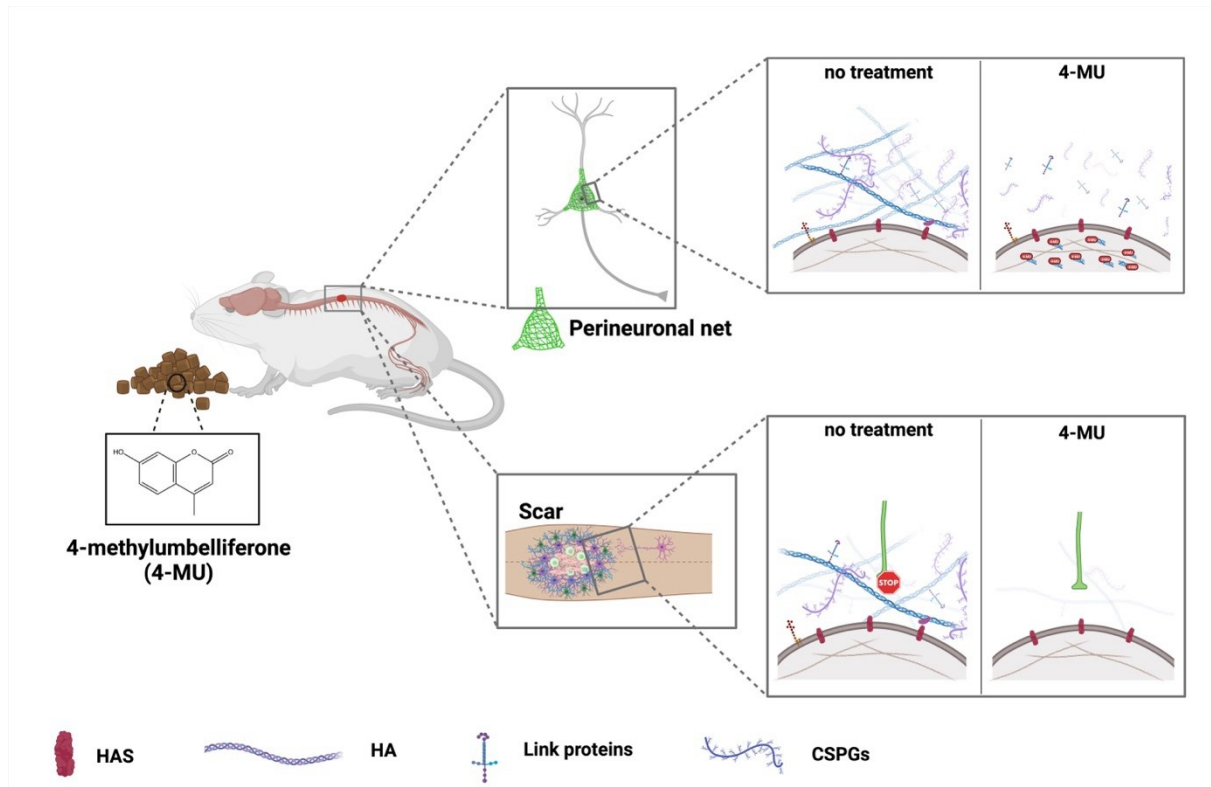 no treatment
4-MU
Perineuronal net
HO
O
O
4-methylumbelliferone
(4-MU)
no treatment
4-MU
Scar
STOP
HAS
HA
Link proteins
CSPGs